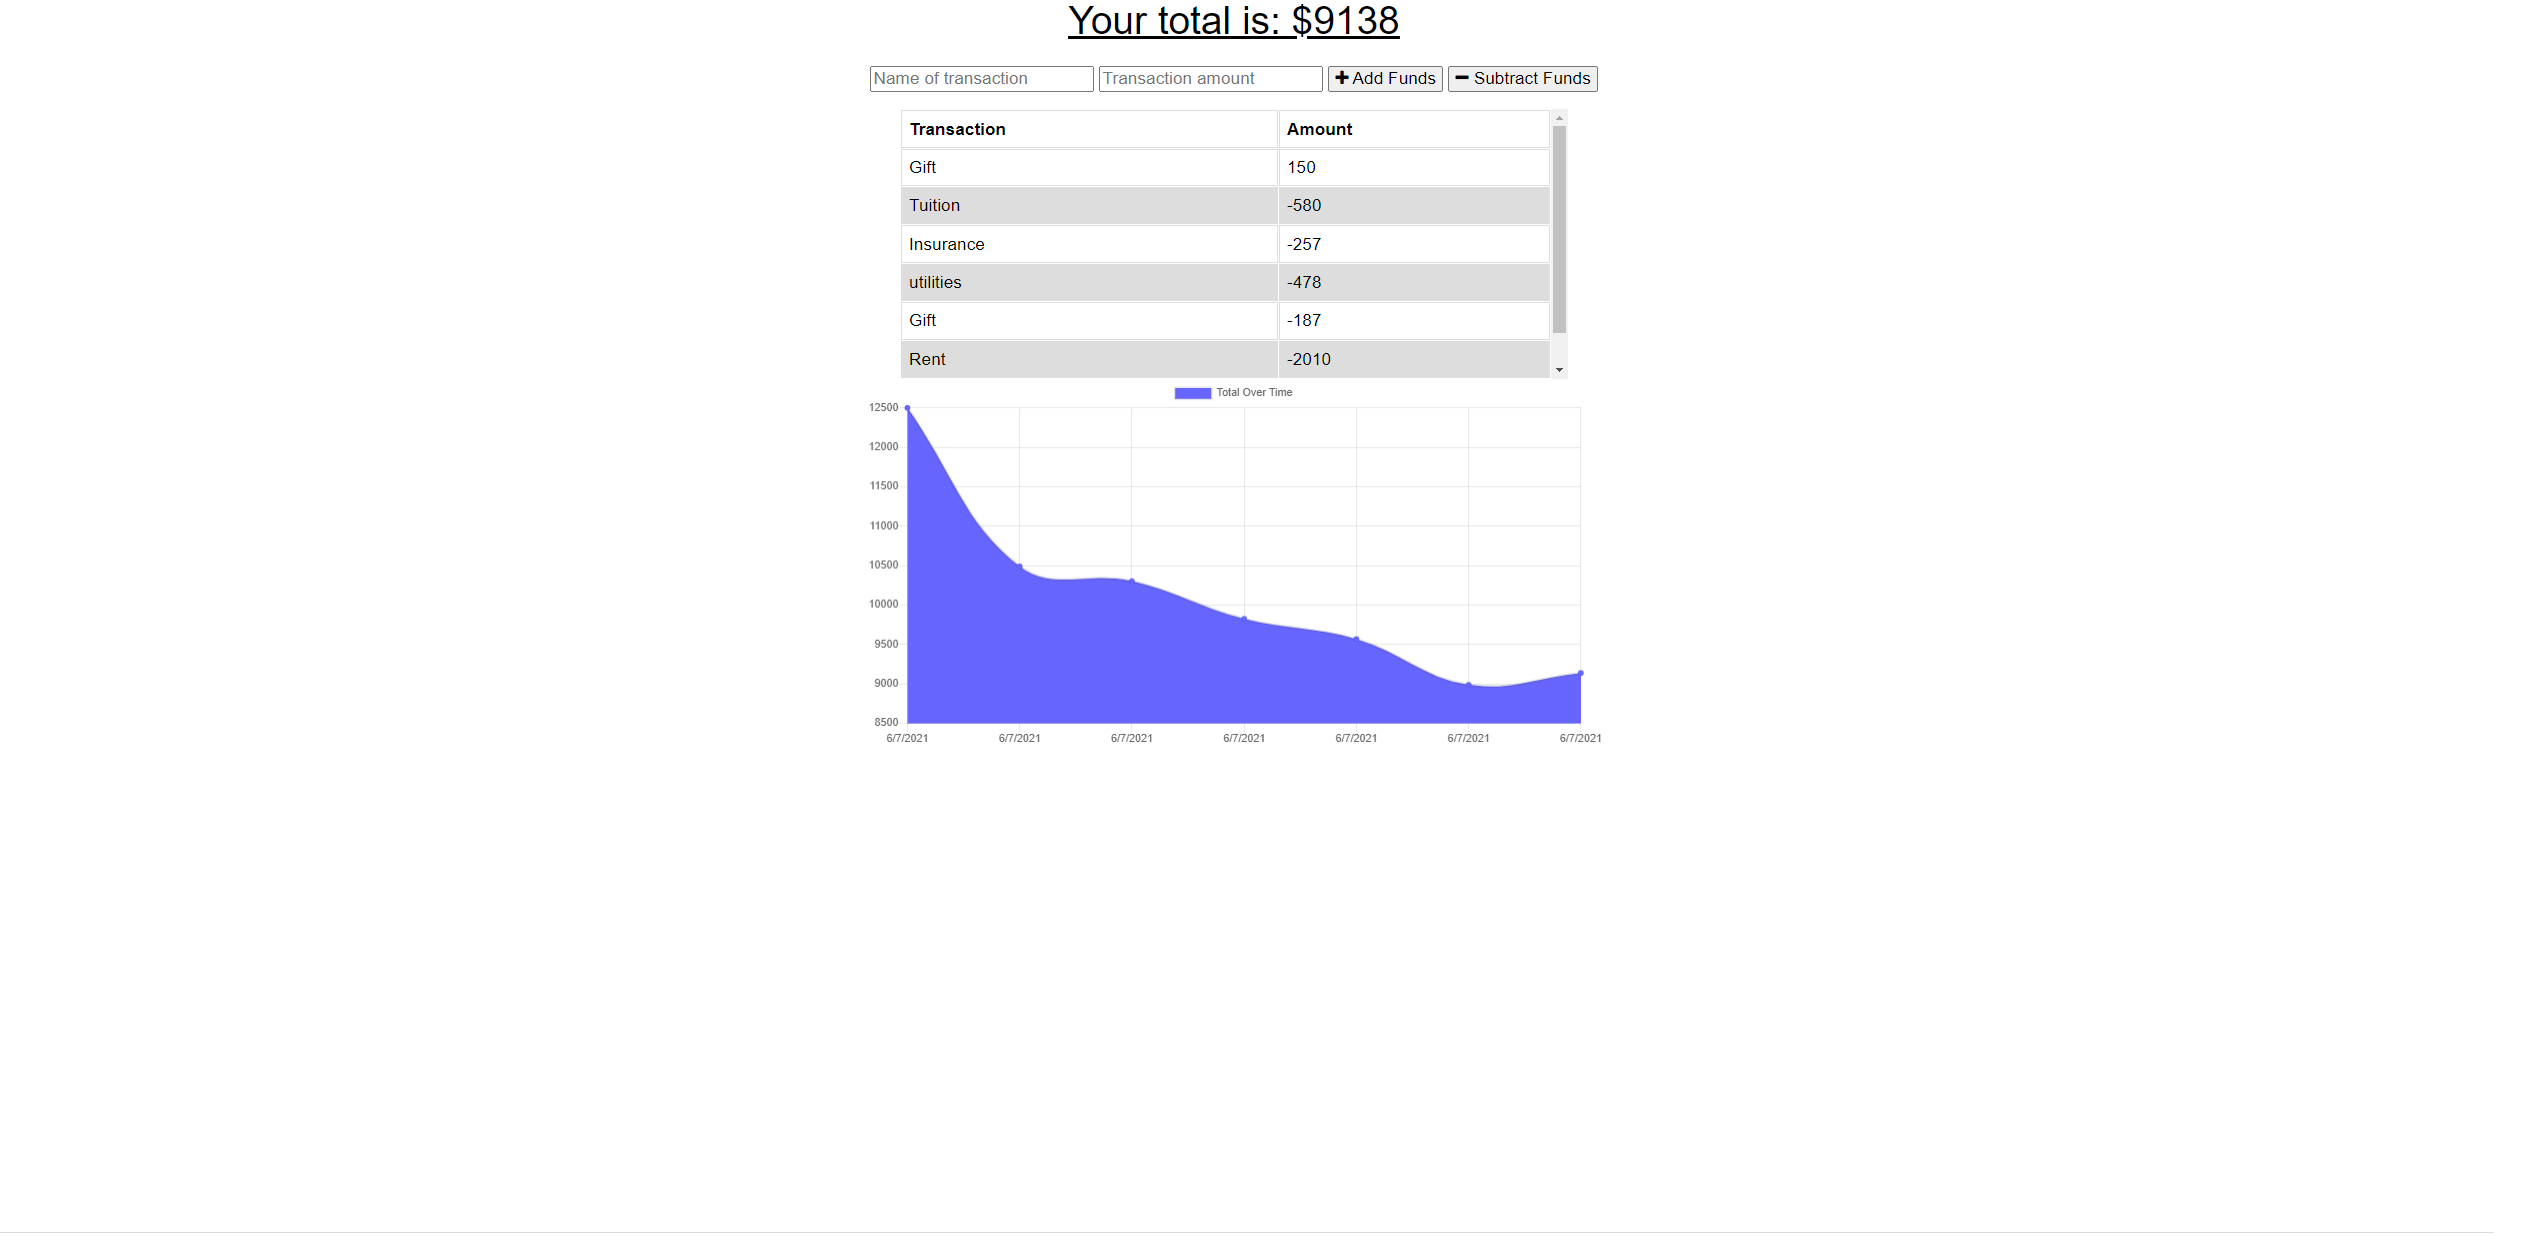 Your total is: $9138
Name of transaction Transaction amount Add Funds Subtract Funds
Transaction Amount
Gift 150
Tuition -580
Insurance -257
utilities -478
Gift -187
Rent -2010
Total Over Time
12500
12000
11500
11000
10500
10000
9500
9000
8500
6/7/2021 6/7/2021 6/7/2021 6/7/2021 6/7/2021 6/7/2021 6/7/2021